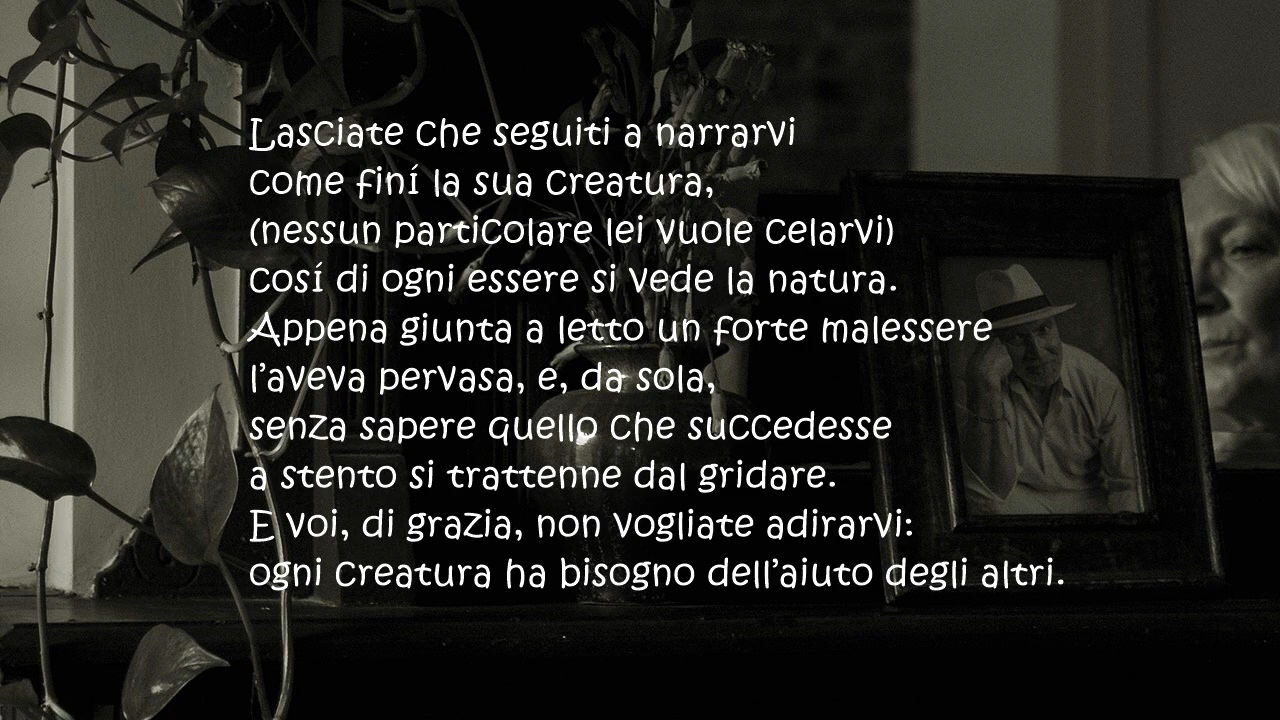 Lasciate che seguiti a narrarvi
come finí la sua creatura,
(nessun particolare lei vuole celarvi)
cosí di ogni essere si vede la natura.
Appena giunta a letto un forte malessere
l’aveva pervasa, e, da sola,
senza sapere quello che succedesse
a stento si trattenne dal gridare.
E voi, di grazia, non vogliate adirarvi:
ogni creatura ha bisogno dell’aiuto degli altri.